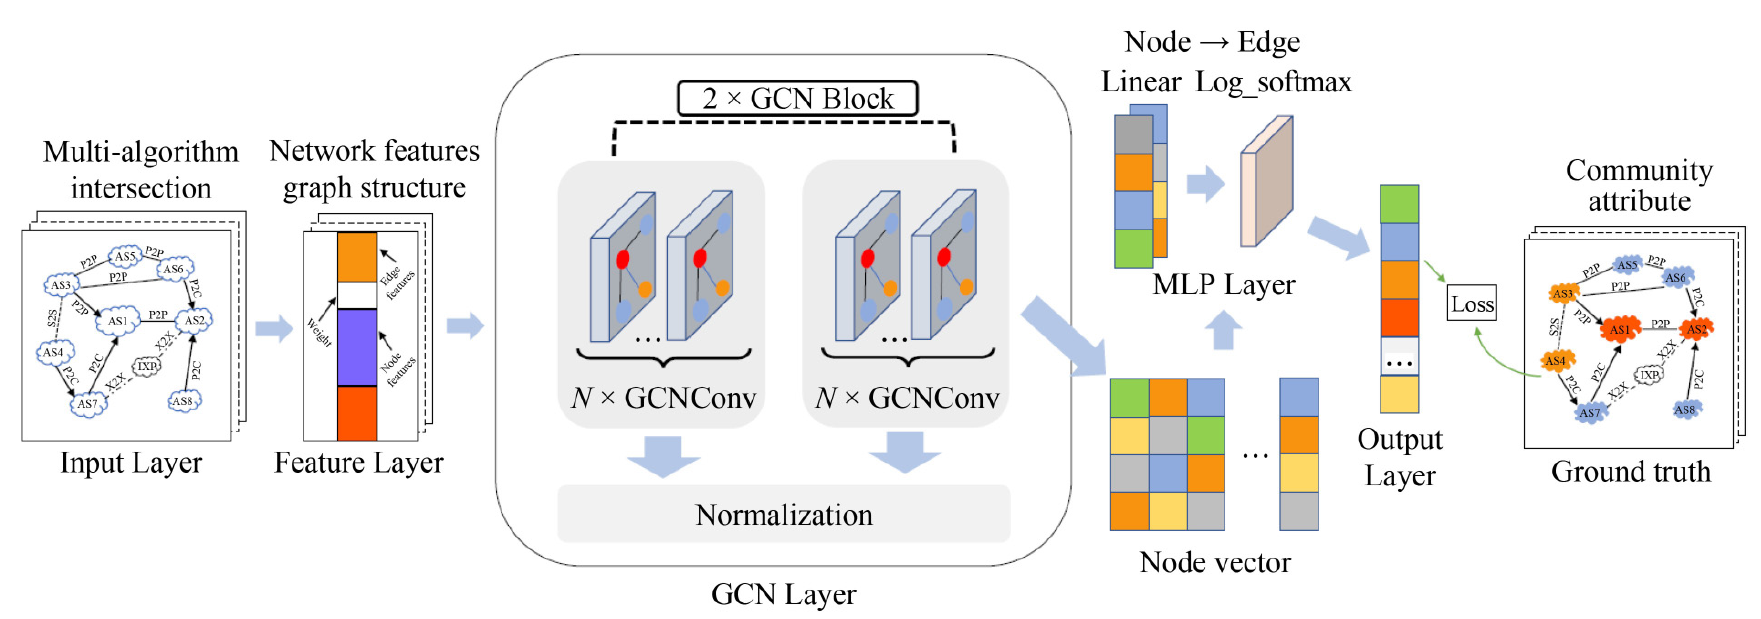 Multi-algorithm
intersection
AS5
P2P
P2P
AS6
P2P
AS3
P2C
P2P
AS1
P2P
AS2
S2S
AS4
P2C
X2X
IXP
P2C
P2C
X2X
AS7
AS8
Input Layer
Network features
graph structure
Edge
features
Weight
Node
features
Feature Layer
2 × GCN Block
...
N × GCNConv
...
N × GCNConv
Normalization
GCN Layer
Node → Edge
Linear Log_softmax
MLP Layer
...
Node vector
...
Output
Layer
Loss
Community
attribute
AS5
P2P
P2P
AS6
P2P
AS3
P2C
P2P
AS1
P2P
AS2
S2S
AS4
P2C
X2X
IXP
P2C
P2C
X2X
AS7
AS8
Ground truth